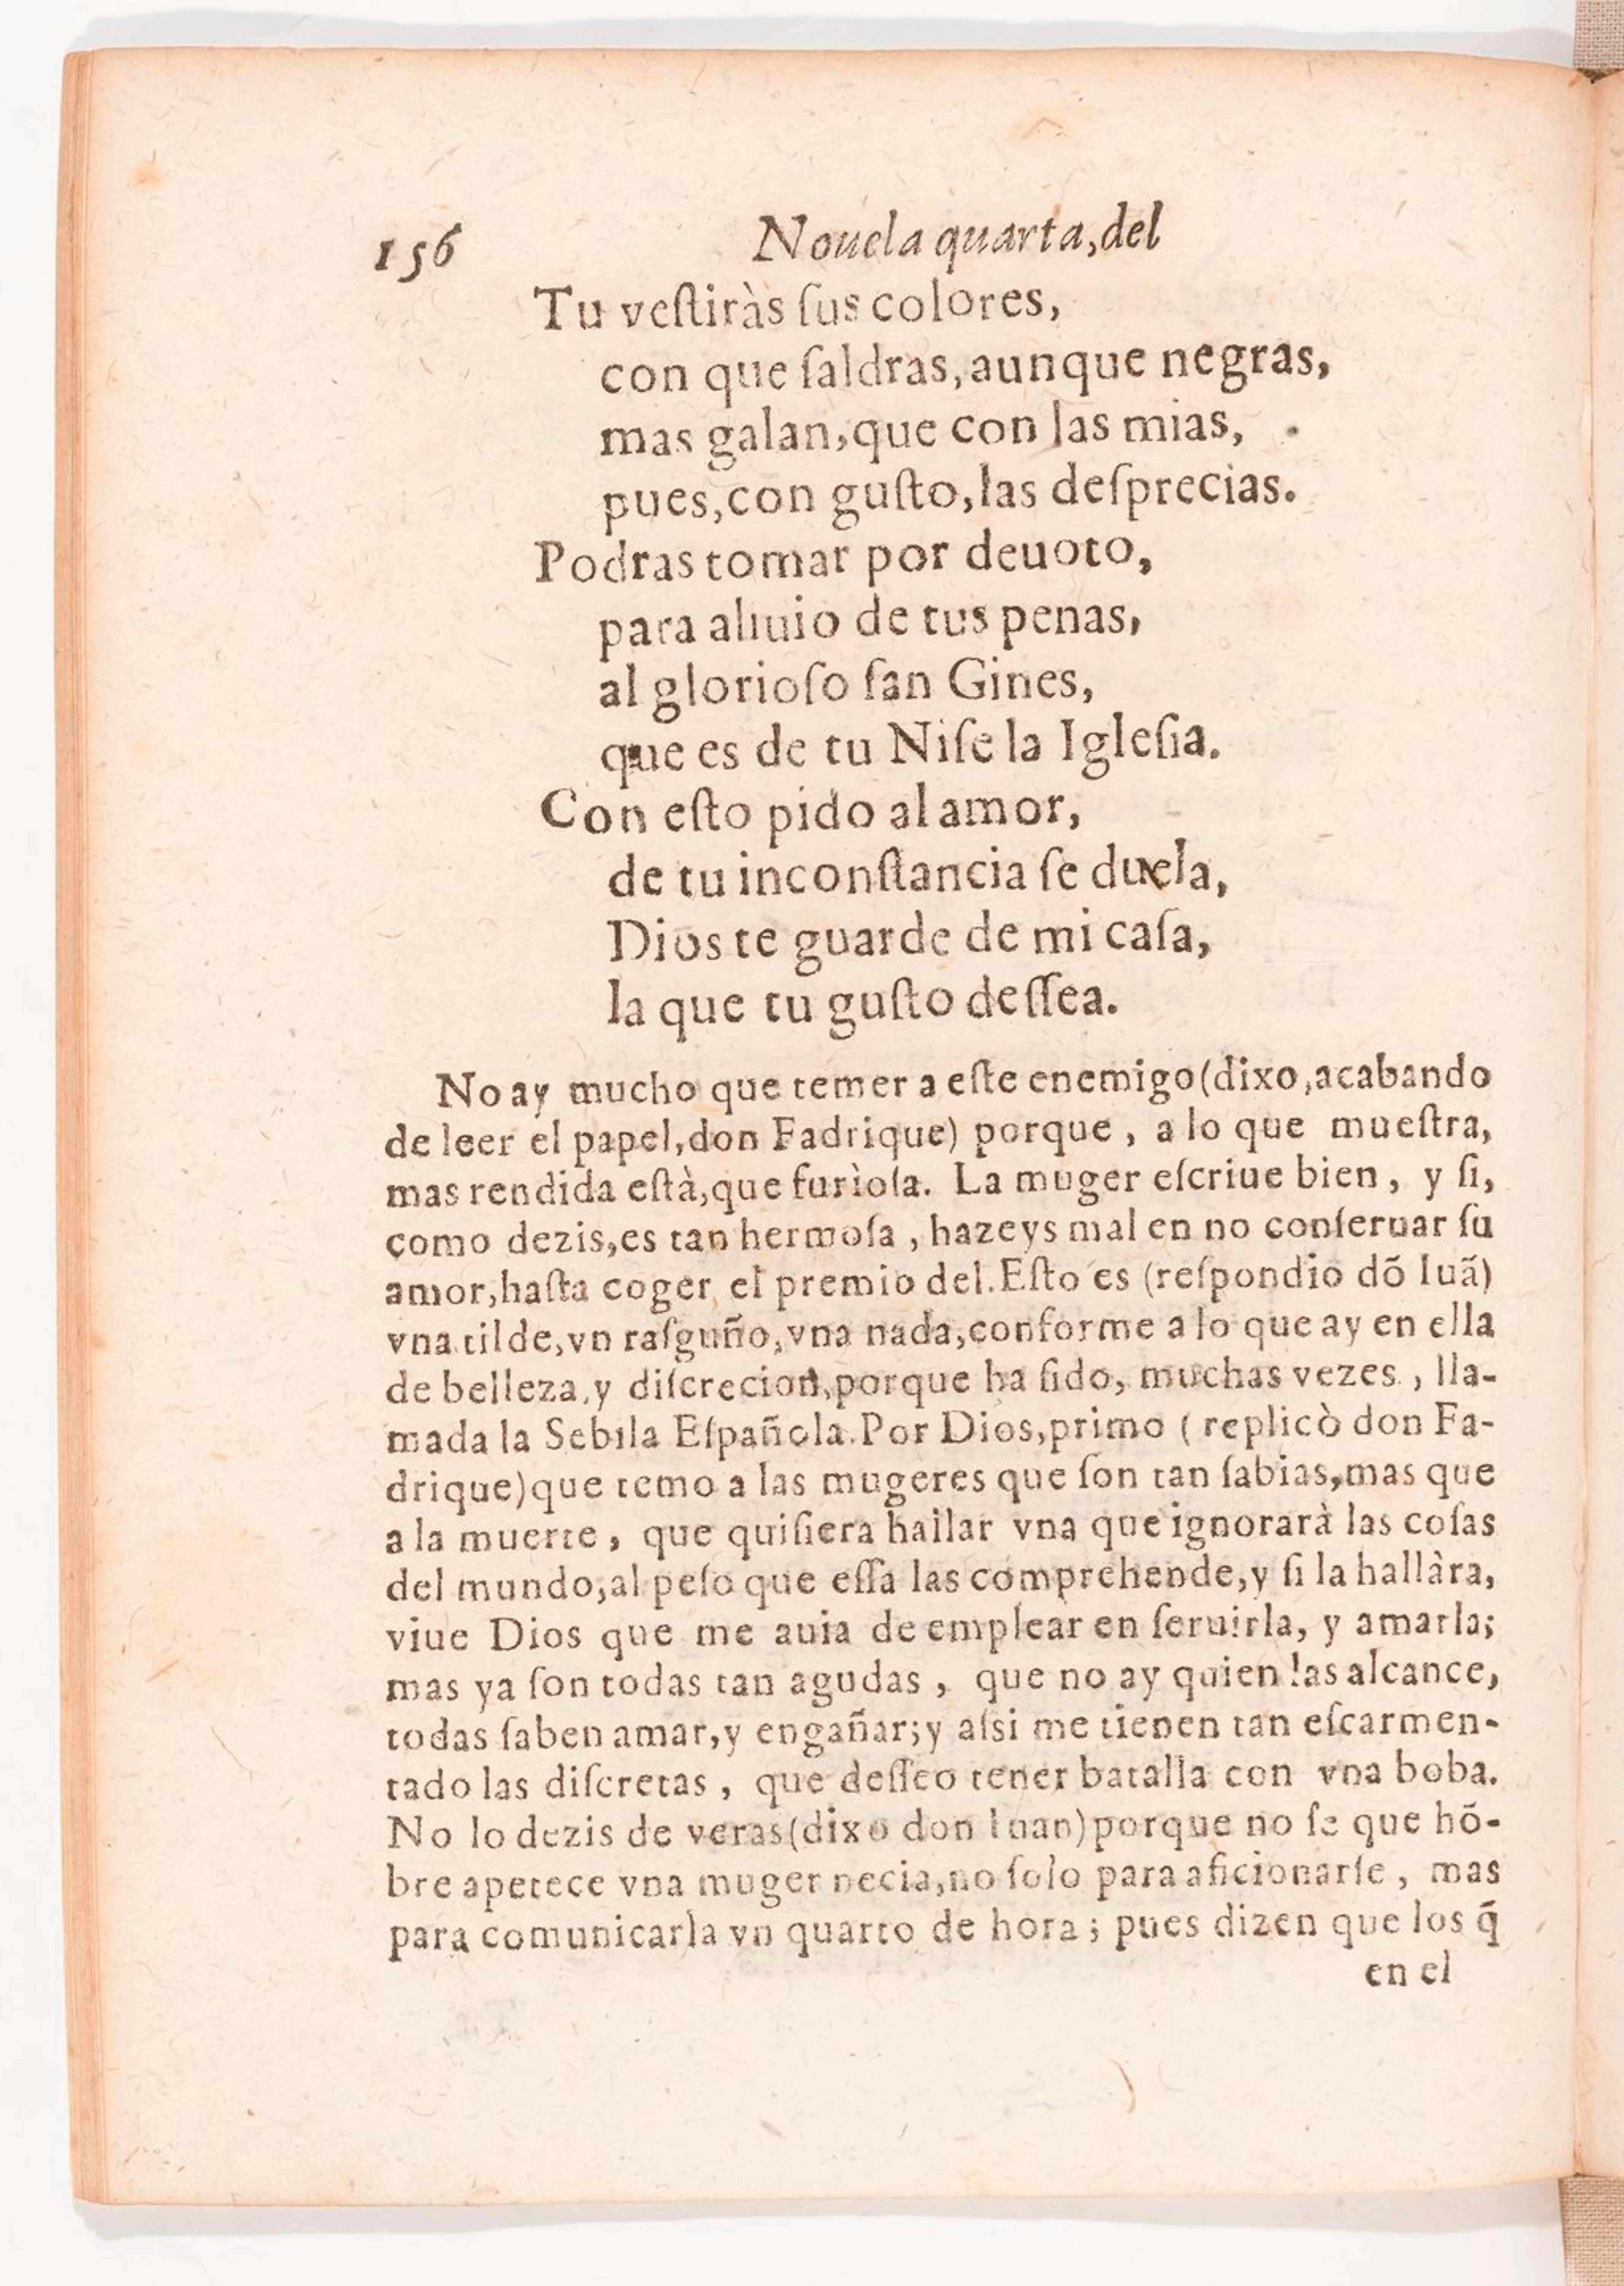 156 Nouela quarta,del
Tu veſtiràs ſus colores,
con que ſaldras,aunque negras,
mas galan,que con las mias,
pues,con guſto,las deſprecias.
Podras tomar por deuoto,
para aliuio de tus penas,
al glorioſo ſan Gines,
que es de tu Niſe la Igleſia.
Con eſto pido al amor,
de tu inconſtancia ſe duela,
Dios te guarde de mi caſa,
la que tu guſto deſſea.
No ay mucho que temer a eſte enemigo(dixo,acabando
de leer el papel,don Fadrique) porque , a lo que mueſtra,
mas rendida eſtà,que furìoſa. La muger eſcriue bien , y ſi,
como dezis,es tan hermoſa , hazeys mal en no conſeruar ſu
amor,haſta coger el premio del.Eſto es (reſpondio dõ Iuã)
vna tilde,vn raſguño,vna nada,conforme a lo que ay en ella
de belleza,y diſcrecion,porque ha ſido, muchas vezes , lla-
mada la Sebila Eſpañola.Por Dios,primo ( replicò don Fa-
drique)que temo a las mugeres que ſon tan ſabias,mas que
a la muerte , que quiſiera hallar vna que ignorarà las coſas
del mundo,al peſo que eſſa las comprehende,y ſi la hallàra,
viue Dios que me auia de emplear en ſeruirla, y amarla;
mas ya ſon todas tan agudas , que no ay quien las alcance,
todas ſaben amar,y engañar;y aſsi me tienen tan eſcarmen-
tado las diſcretas , que deſſeo tener batalla con vna boba.
No lo dezis de veras(dixo don Iuan)porque no ſe que hõ-
bre apetece vna muger necia,no ſolo para aficionarſe , mas
para comunicarla vn quarto de hora ; pues dizen que los q̃
en el